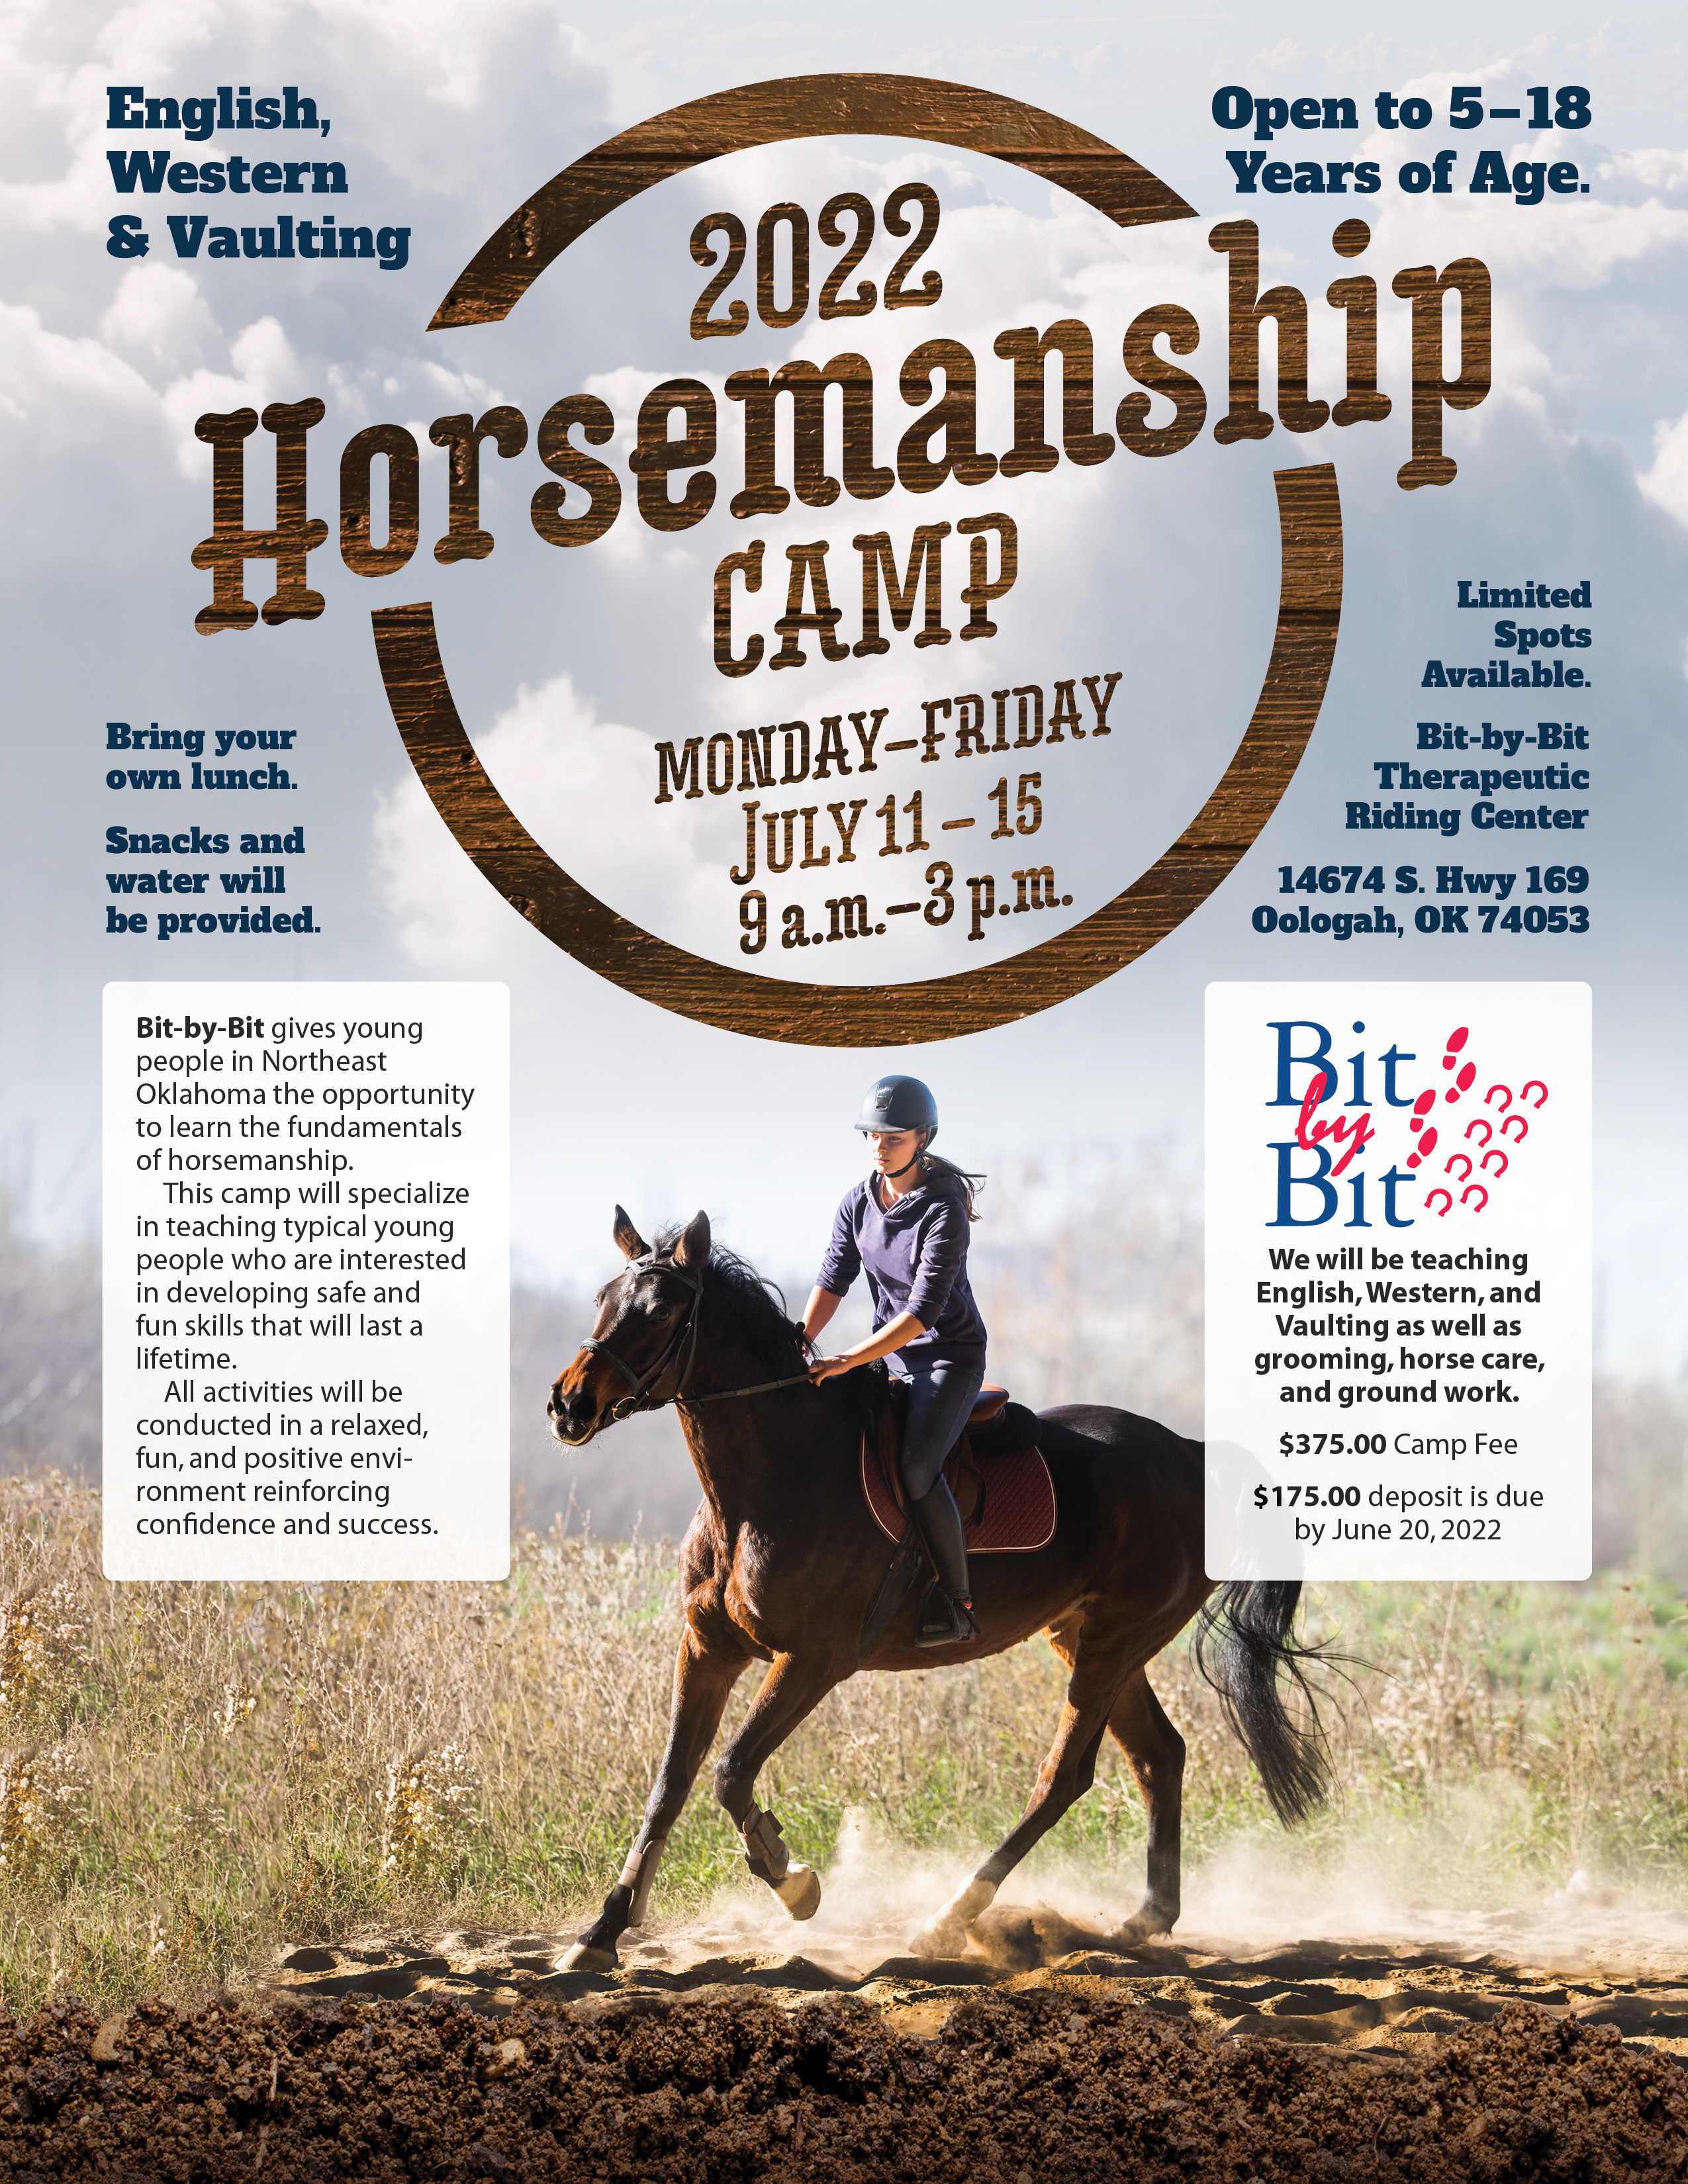 English,
Western
& Vaulting
Open to 5–18
Years of Age.
2022
Horsemanship
CAMP
MONDAY–FRIDAY
JULY 11 – 15
9 a.m.–3 p.m.
Bring your
own lunch.
Snacks and
water will
be provided.
Limited
Spots
Available.
Bit-by-Bit
Therapeutic
Riding Center
14674 S. Hwy 169
Oologah, OK 74053
Bit-by-Bit gives young
people in Northeast
Oklahoma the opportunity
to learn the fundamentals
of horsemanship.
This camp will specialize
in teaching typical young
people who are interested
in developing safe and
fun skills that will last a
lifetime.
All activities will be
conducted in a relaxed,
fun, and positive envi-
ronment reinforcing
confidence and success.
Bit
by
Bit
We will be teaching
English, Western, and
Vaulting as well as
grooming, horse care,
and ground work.
$375.00 Camp Fee
$175.00 deposit is due
by June 20, 2022